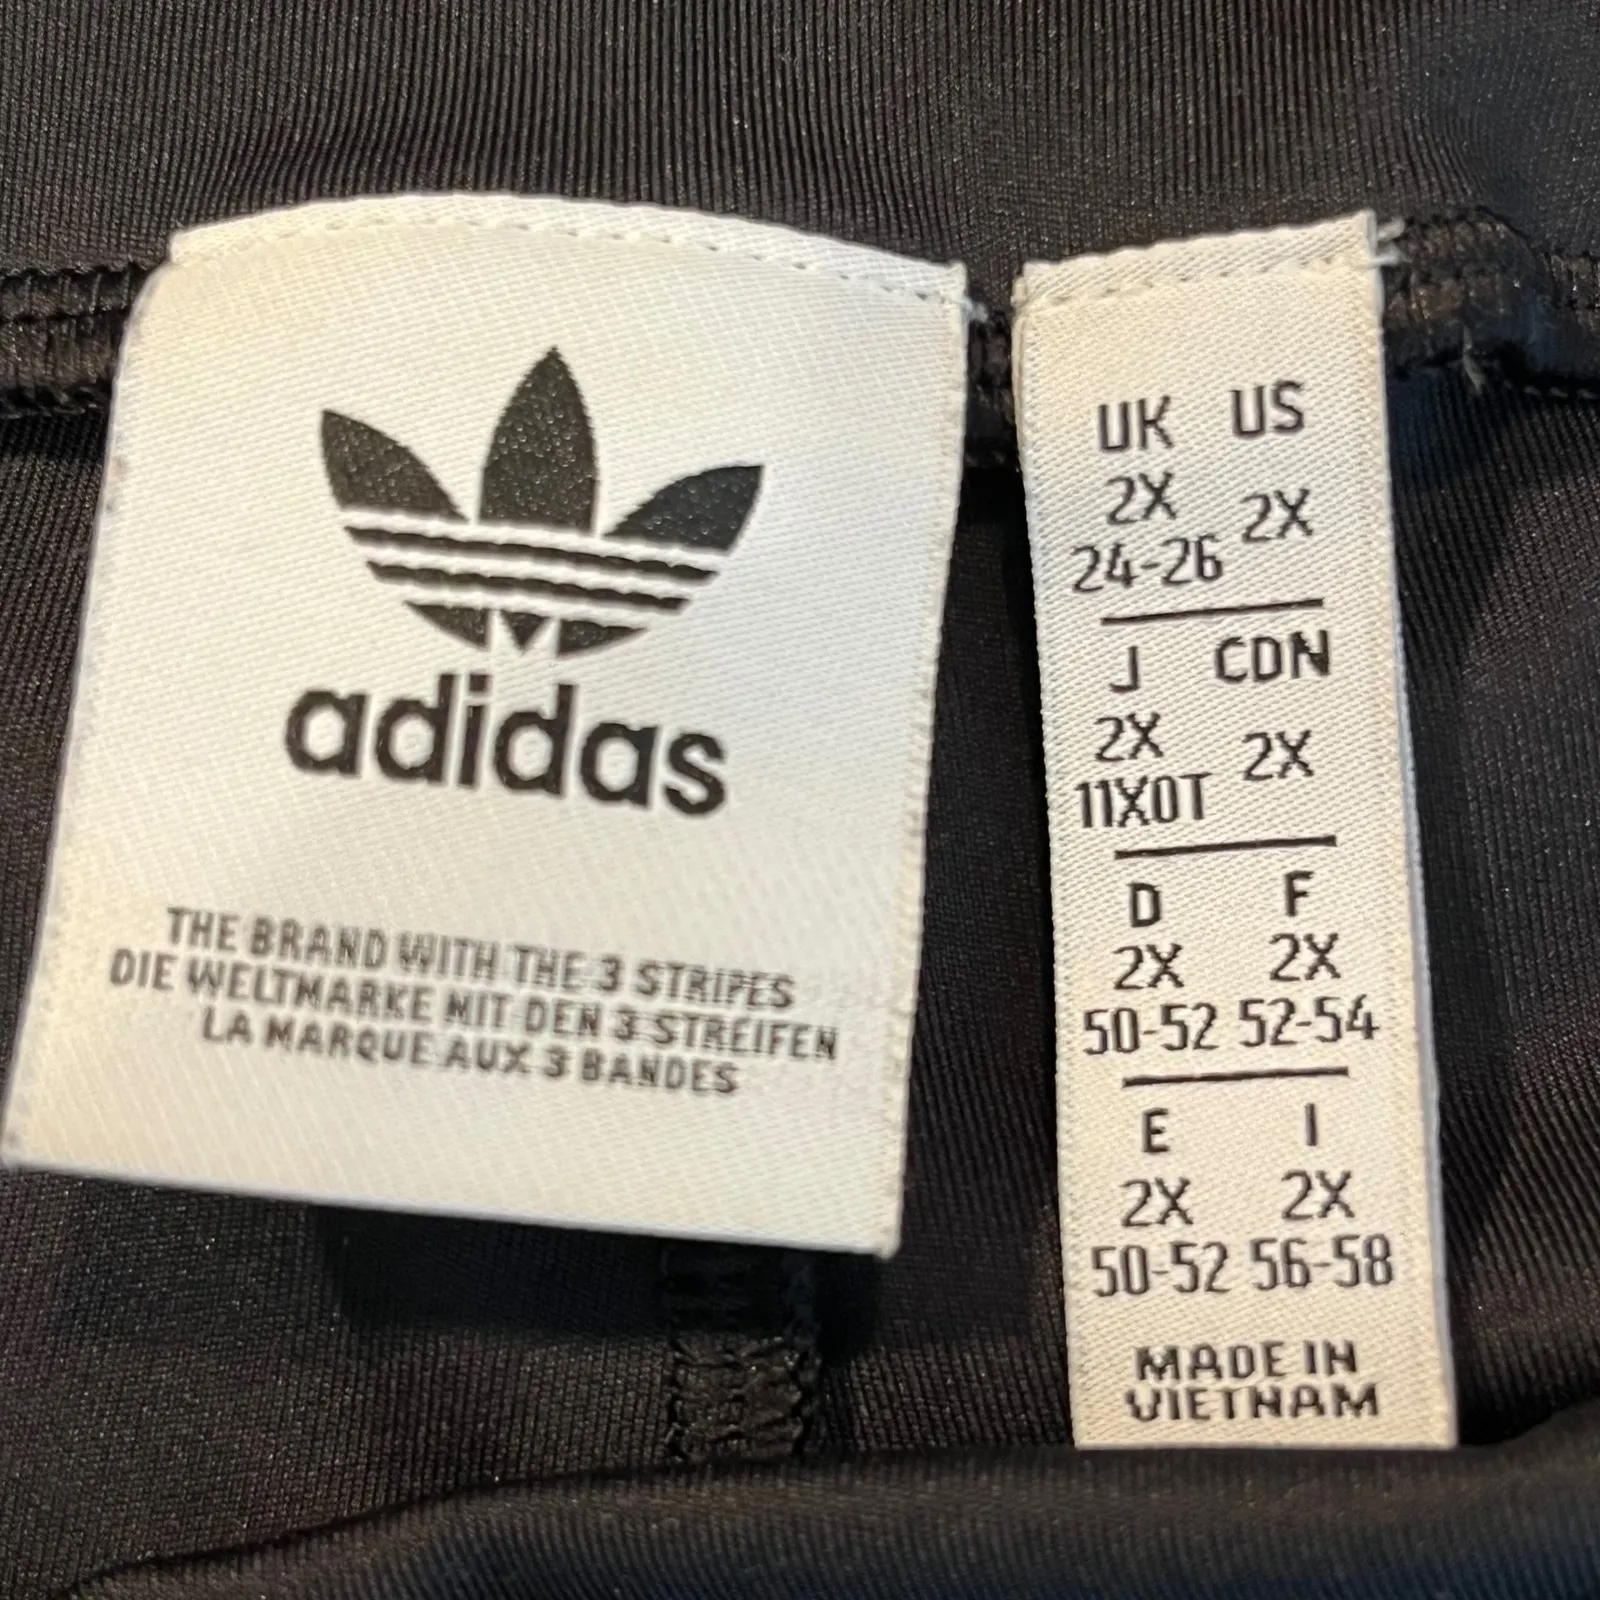 adidas
THE BRAND WITH THE 3 STRIPES
DIE WELTMARKE MIT DEN 3 STREIFEN
LA MARQUE AUX 3 BANDES
UK US
2X 2X
24-26
J CDN
2X 2X
11XOT
D F
2X 2X
50-52 52-54
E I
2X 2X
50-52 56-58
MADE IN
VIETNAM